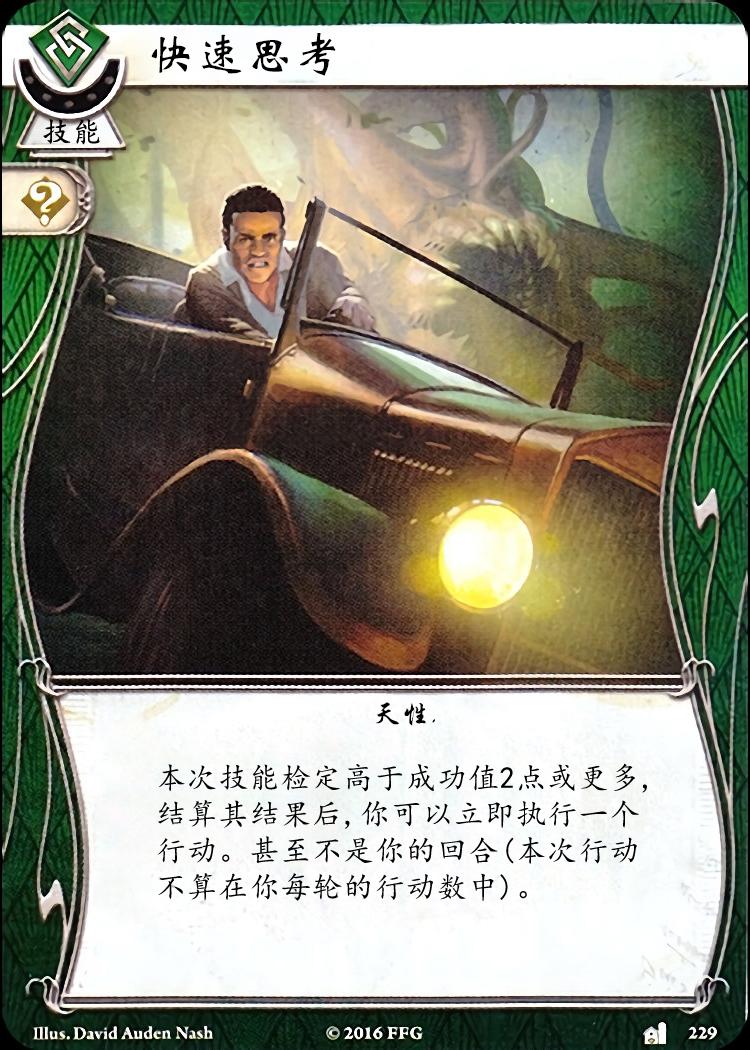 快速思考
技能
?
天性.
本次技能检定高于成功值2点或更多,
结算其结果后,你可以立即执行一个
行动。甚至不是你的回合(本次行动
不算在你每轮的行动数中)。
Illus. David Auden Nash
© 2016 FFG
229